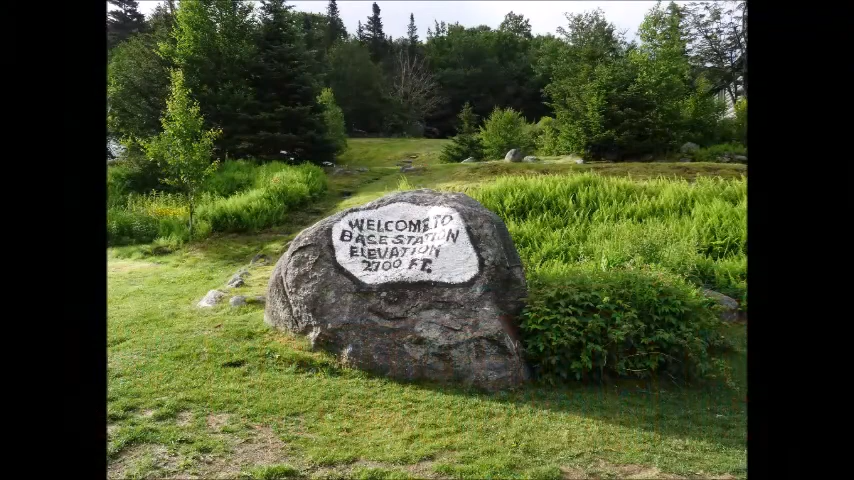 WELCOME TO
BASE STATION
ELEVATION
2700 FT.